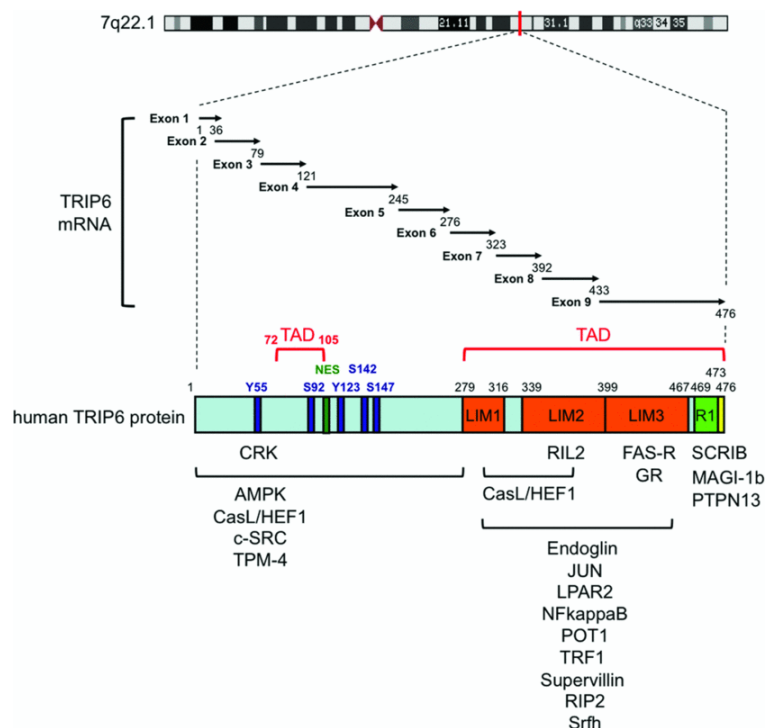 7q22.1
21.11 31.1 q33 34 35
Exon 1
1 36
Exon 2
79
Exon 3
121
Exon 4
245
Exon 5
276
Exon 6
323
Exon 7
392
Exon 8
433
Exon 9
476
TRIP6
mRNA
72 TAD 105
TAD
NES S142
473
1 Y55 S92 Y123 S147 279 316 339 399 467 469 476
human TRIP6 protein LIM1 LIM2 LIM3 R1
CRK RIL2 FAS-R SCRIB
GR MAGI-1b
PTPN13
CasL/HEF1
AMPK
CasL/HEF1
c-SRC
TPM-4
Endoglin
JUN
LPAR2
NFkappaB
POT1
TRF1
Supervillin
RIP2
Srfh